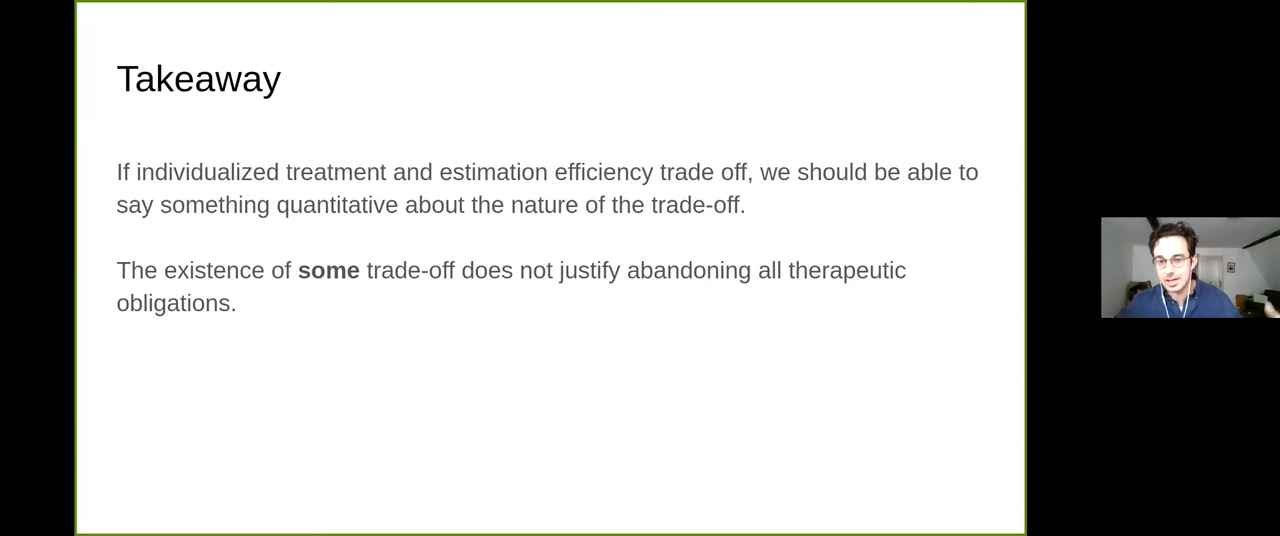 Takeaway
If individualized treatment and estimation efficiency trade off, we should be able to
say something quantitative about the nature of the trade-off.
The existence of some trade-off does not justify abandoning all therapeutic
obligations.